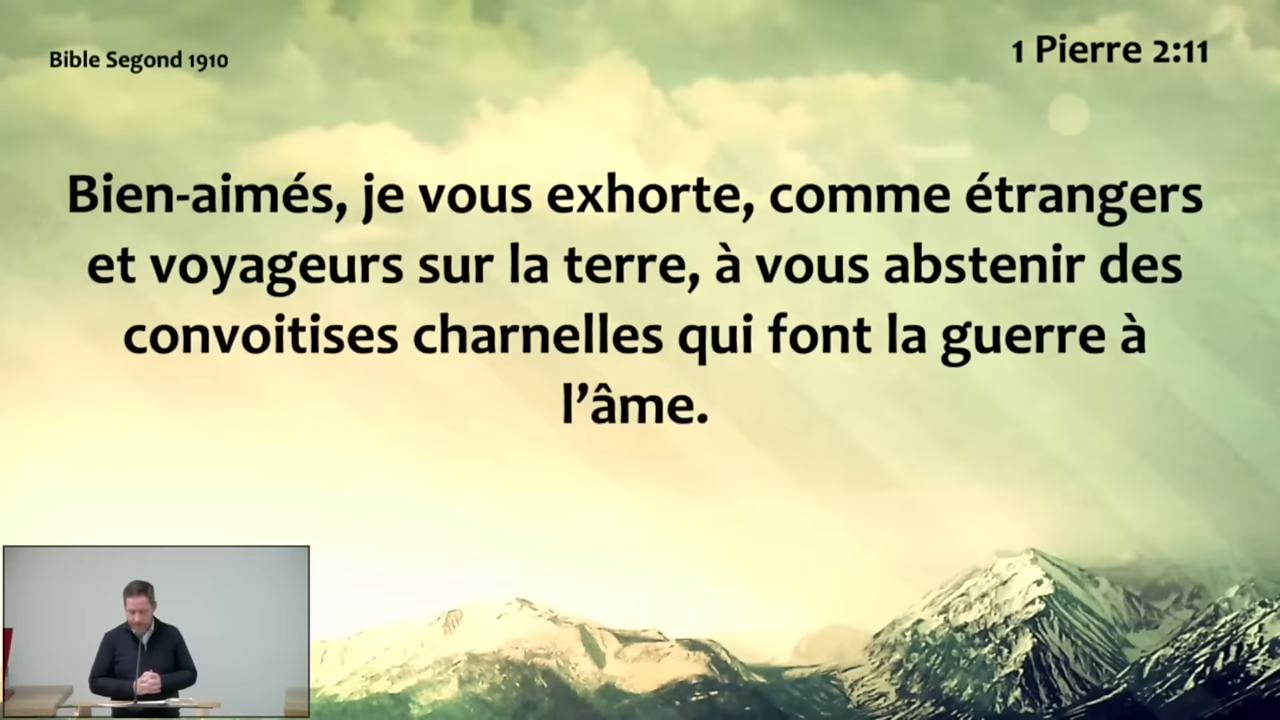 Bible Segond 1910
1 Pierre 2:11
Bien-aimés, je vous exhorte, comme étrangers
et voyageurs sur la terre, à vous abstenir des
convoitises charnelles qui font la guerre à
l’âme.